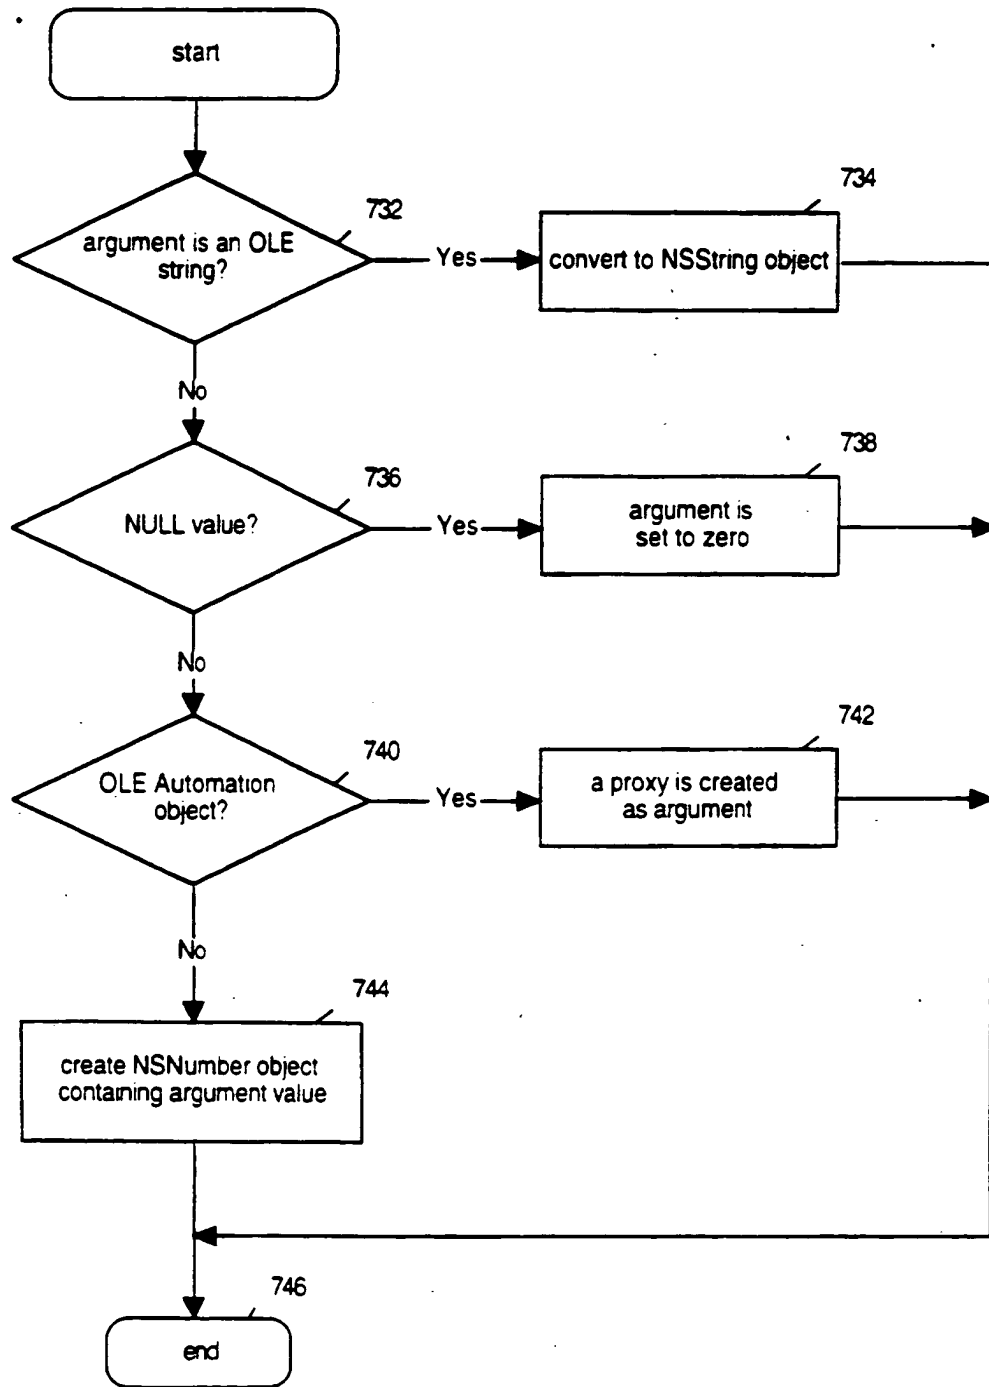 start
732
argument is an OLE
string?
Yes
734
convert to NSString object
No
736
NULL value?
Yes
738
argument is
set to zero
No
740
OLE Automation
object?
Yes
742
a proxy is created
as argument
No
744
create NSNumber object
containing argument value
746
end